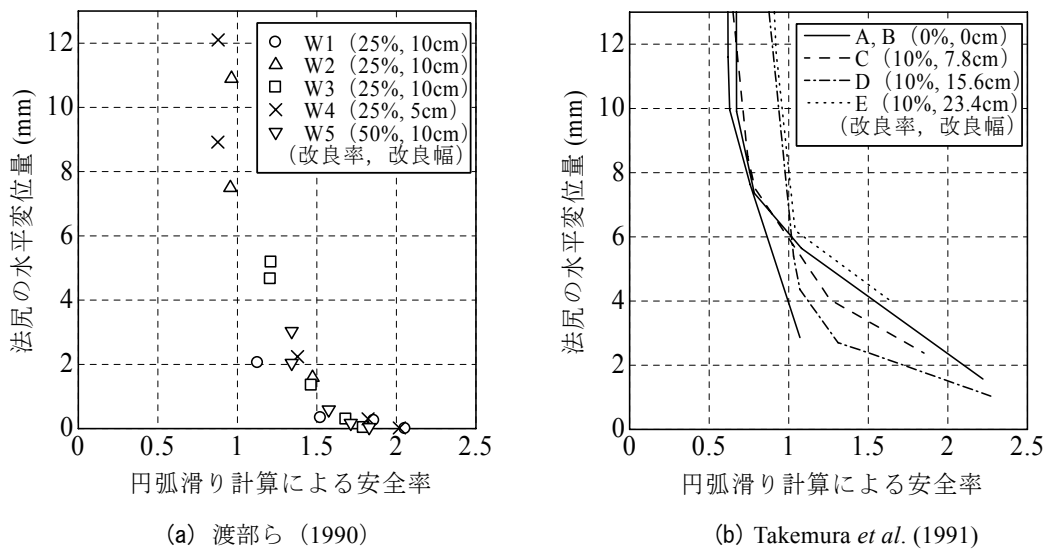 法尻の水平変位量 (mm)
12
10
8
6
4
2
0
0
0.5
1
1.5
2
2.5
円弧滑り計算による安全率
W1（25%, 10cm）
W2（25%, 10cm）
W3（25%, 10cm）
W4（25%, 5cm）
W5（50%, 10cm）
（改良率，改良幅）
(a) 渡部ら（1990）
法尻の水平変位量 (mm)
12
10
8
6
4
2
0
0
0.5
1
1.5
2
2.5
円弧滑り計算による安全率
A, B（0%, 0cm）
C（10%, 7.8cm）
D（10%, 15.6cm）
E（10%, 23.4cm）
（改良率，改良幅）
(b) Takemura et al. (1991)